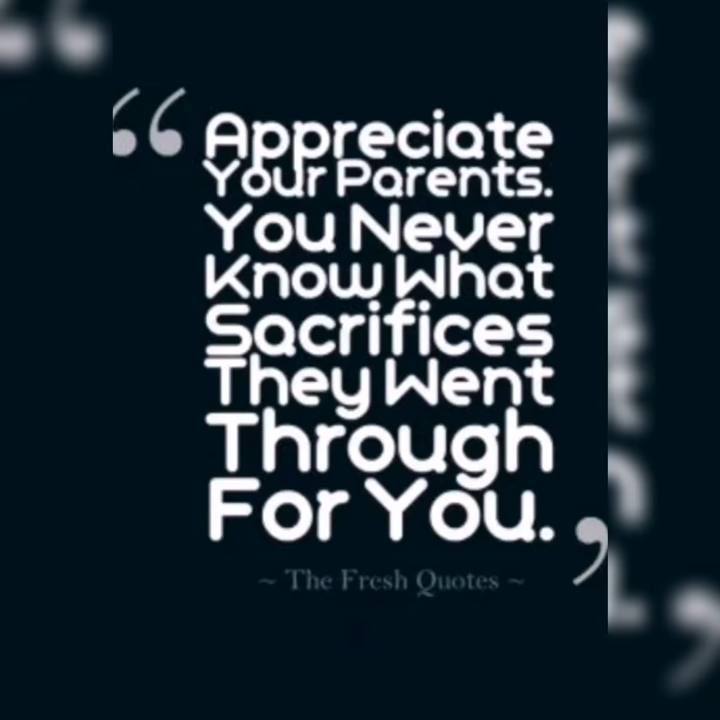 “Appreciate
Your Parents.
You Never
Know What
Sacrifices
They Went
Through
For You.”
~ The Fresh Quotes ~